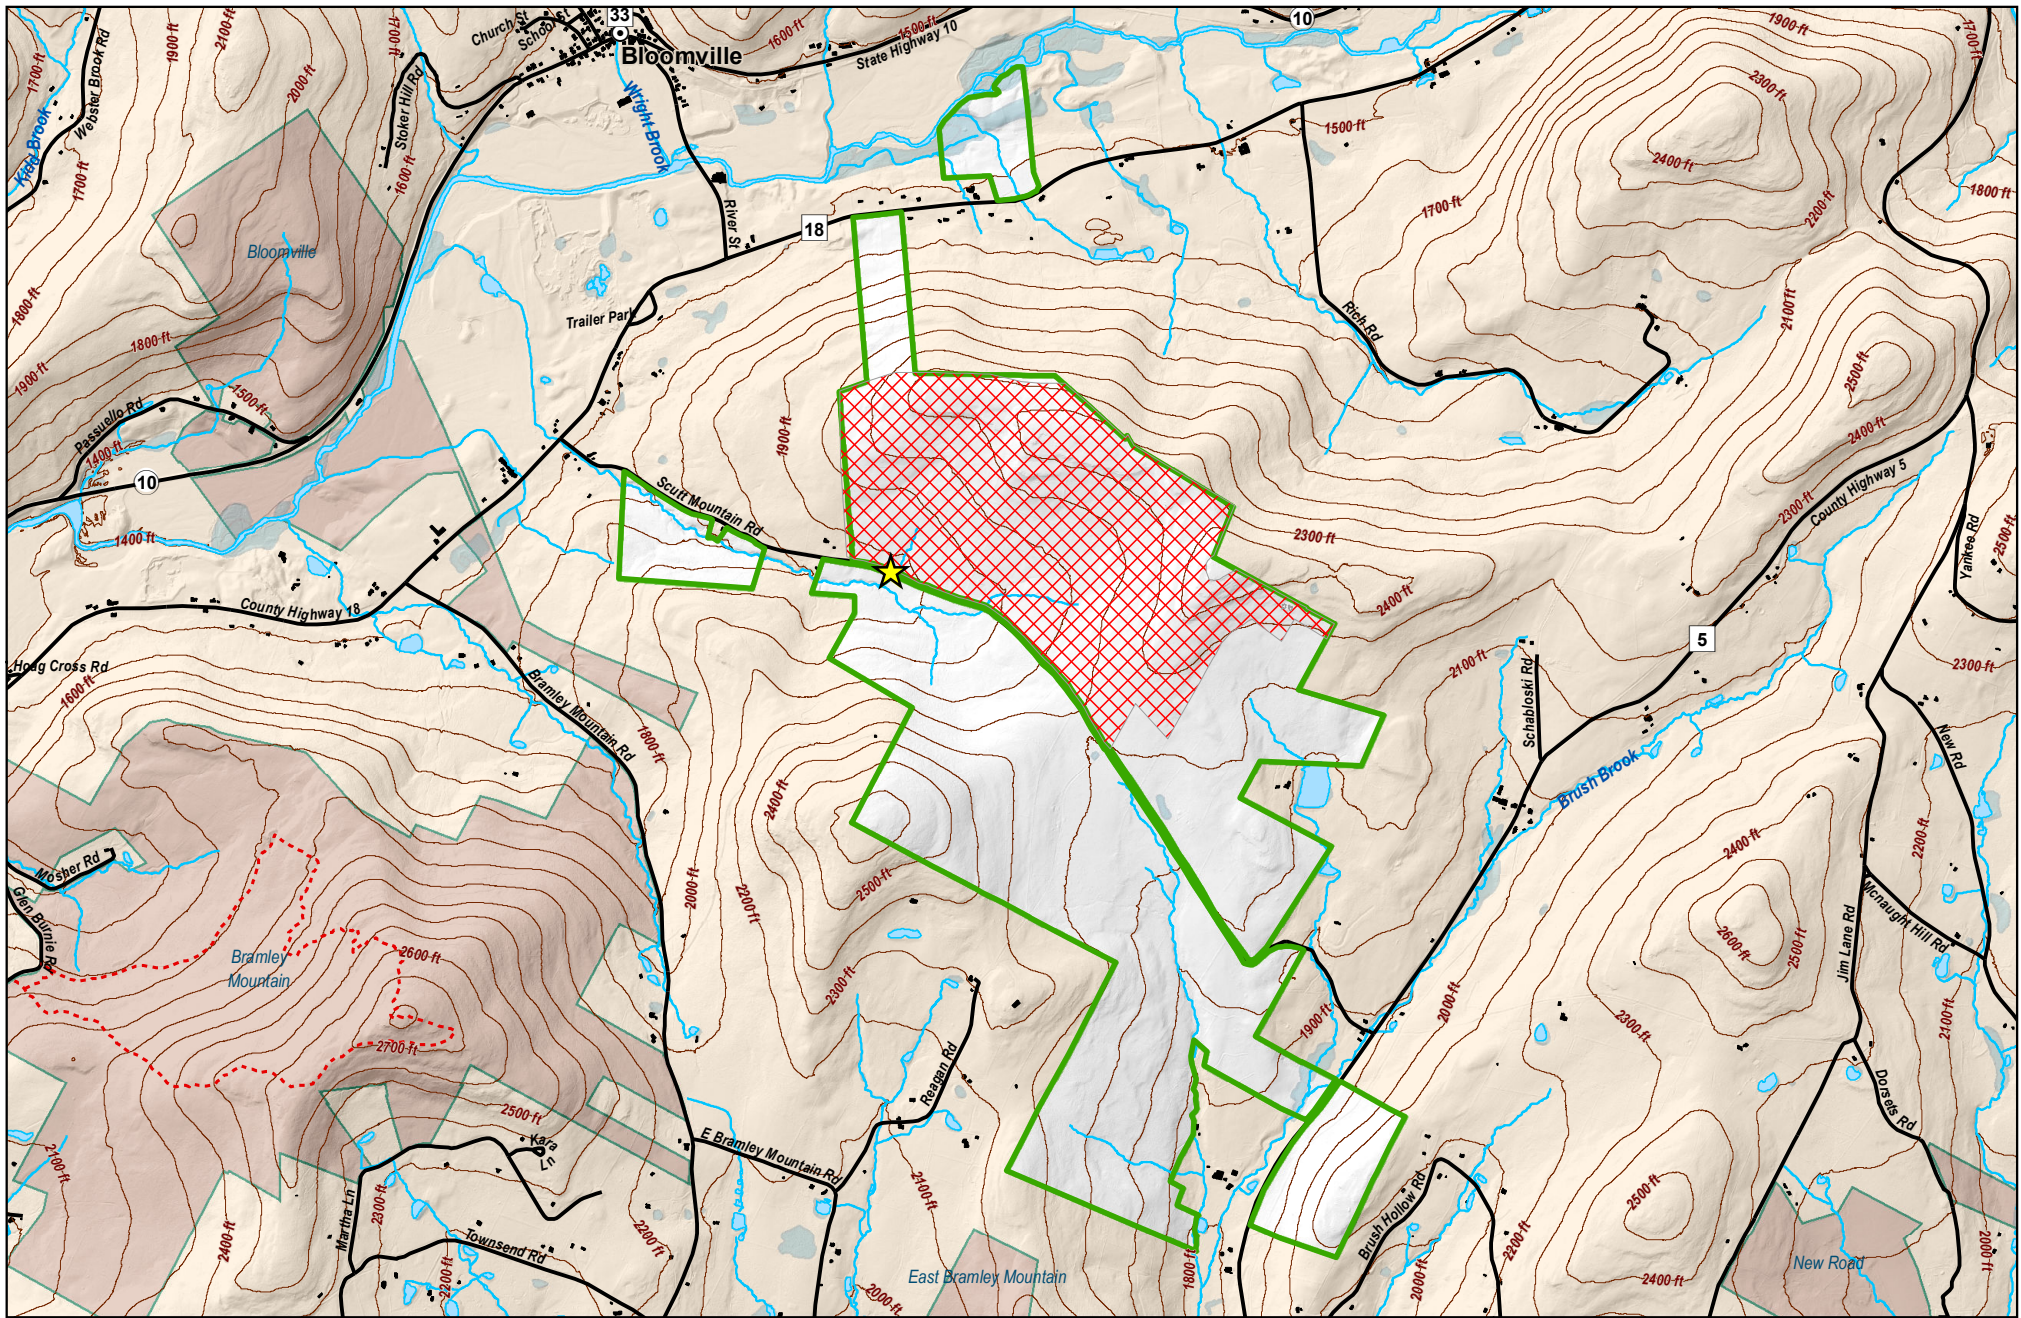 33
10
Church St
School St
Bloomville
State Highway 10
1500 ft
1600 ft
1900 ft
1700 ft
1900 ft
2100 ft
1700 ft
2000 ft
Webster Brook Rd
Kidd Brook
Stoker Hill Rd
1600 ft
1700 ft
Wright Brook
2300 ft
2400 ft
1500 ft
1700 ft
2200 ft
1800 ft
River St
18
Bloomville
1800 ft
1800 ft
1900 ft
1500 ft
Trailer Park
Rich Rd
2100 ft
2500 ft
2400 ft
Passuello Rd
1400 ft
10
1400 ft
1900 ft
Scutt Mountain Rd
2300 ft
2300 ft
County Highway 5
Yankee Rd
2500 ft
2400 ft
County Highway 18
Hoag Cross Rd
1600 ft
Bramley Mountain Rd
1800 ft
2100 ft
5
2300 ft
Schabloski Rd
Brush Brook
New Rd
2400 ft
2400 ft
2200 ft
Mosher Rd
Glen Burnie Rd
2000 ft
2200 ft
2500 ft
Mcnaught Hill Rd
Jim Lane Rd
2600 ft
2500 ft
Bramley
Mountain
2600 ft
2700 ft
2300 ft
1900 ft
2000 ft
2300 ft
2100 ft
2500 ft
Kara
Ln
Reagan Rd
E Bramley Mountain Rd
Dorsets Rd
2100 ft
Martha Ln
2300 ft
2400 ft
2200 ft
Townsend Rd
2200 ft
2100 ft
2000 ft
East Bramley Mountain
1800 ft
Brush Hollow Rd
2000 ft
2200 ft
2500 ft
2400 ft
New Road
2000 ft